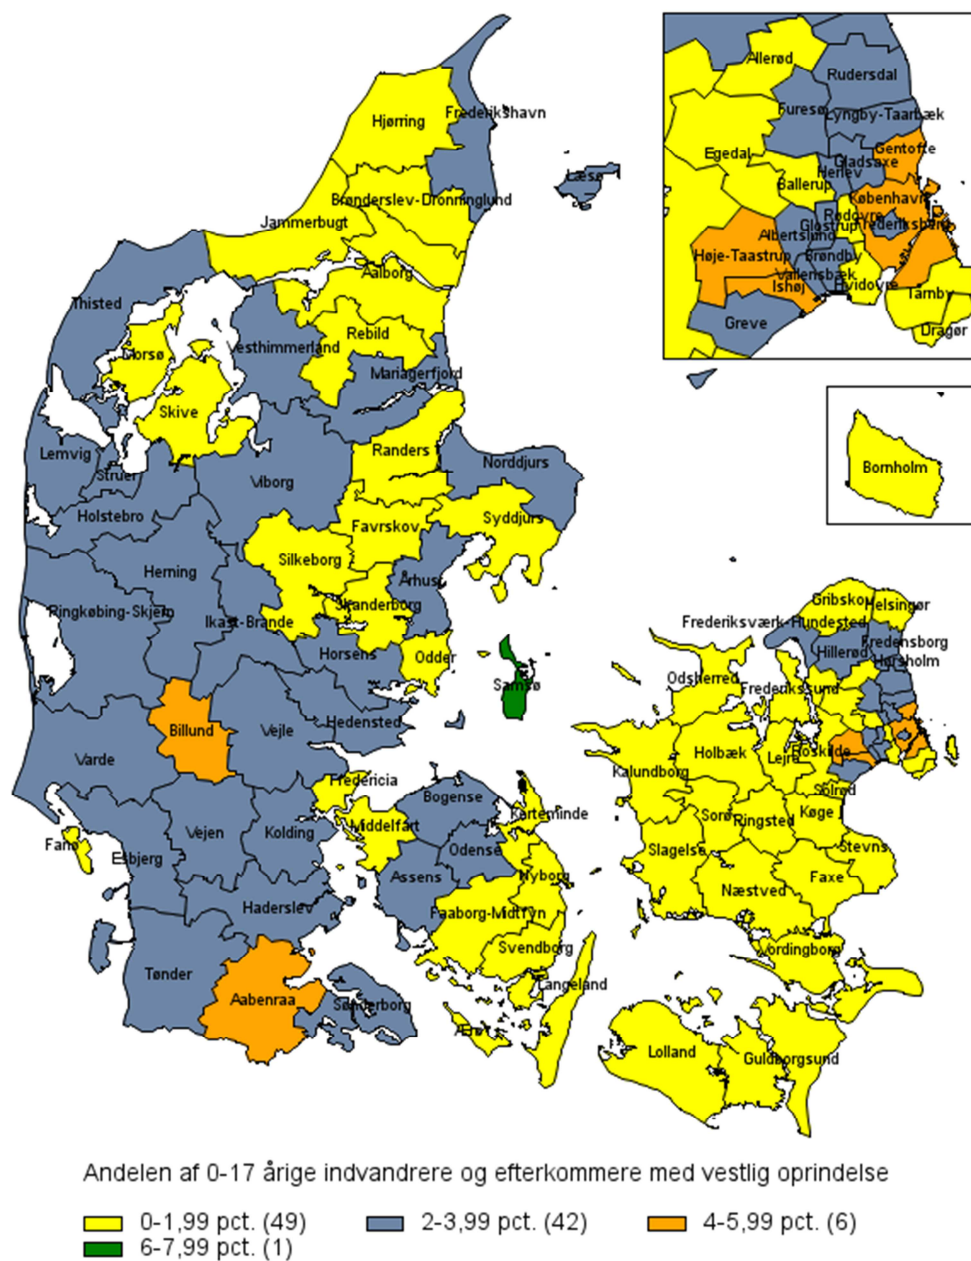 Hjørring
Frederikshavn
Læsø
Brønderslev-Dronninglund
Jammerbugt
Aalborg
Thisted
Vesthimmerland
Rebild
Morsø
Mariagerfjord
Skive
Lemvig
Struer
Viborg
Randers
Norddjurs
Holstebro
Favrskov
Syddjurs
Silkeborg
Herning
Århus
Ringkøbing-Skjern
Ikast-Brande
Skanderborg
Horsens
Odder
Samsø
Billund
Vejle
Hedensted
Varde
Fredericia
Bogense
Kerteminde
Middelfart
Fanø
Esbjerg
Vejen
Kolding
Odense
Assens
Nyborg
Haderslev
Faaborg-Midtfyn
Svendborg
Tønder
Aabenraa
Sønderborg
Langeland
Ærø
Allerød
Rudersdal
Furesø
Lyngby-Taarbæk
Egedal
Gentofte
Gladsaxe
Herlev
Ballerup
København
Rødovre
Glostrup
Frederiksberg
Albertslund
Høje-Taastrup
Brøndby
Vallensbæk
Ishøj
Hvidovre
Tårnby
Greve
Dragør
Bornholm
Gribskov
Helsingør
Frederiksværk-Hundested
Fredensborg
Hillerød
Hørsholm
Odsherred
Frederikssund
Holbæk
Roskilde
Lejre
Kalundborg
Solrød
Sorø
Ringsted
Køge
Slagelse
Stevns
Faxe
Næstved
Vordingborg
Lolland
Guldborgsund
Andelen af 0-17 årige indvandrere og efterkommere med vestlig oprindelse
0-1,99 pct. (49)
2-3,99 pct. (42)
4-5,99 pct. (6)
6-7,99 pct. (1)